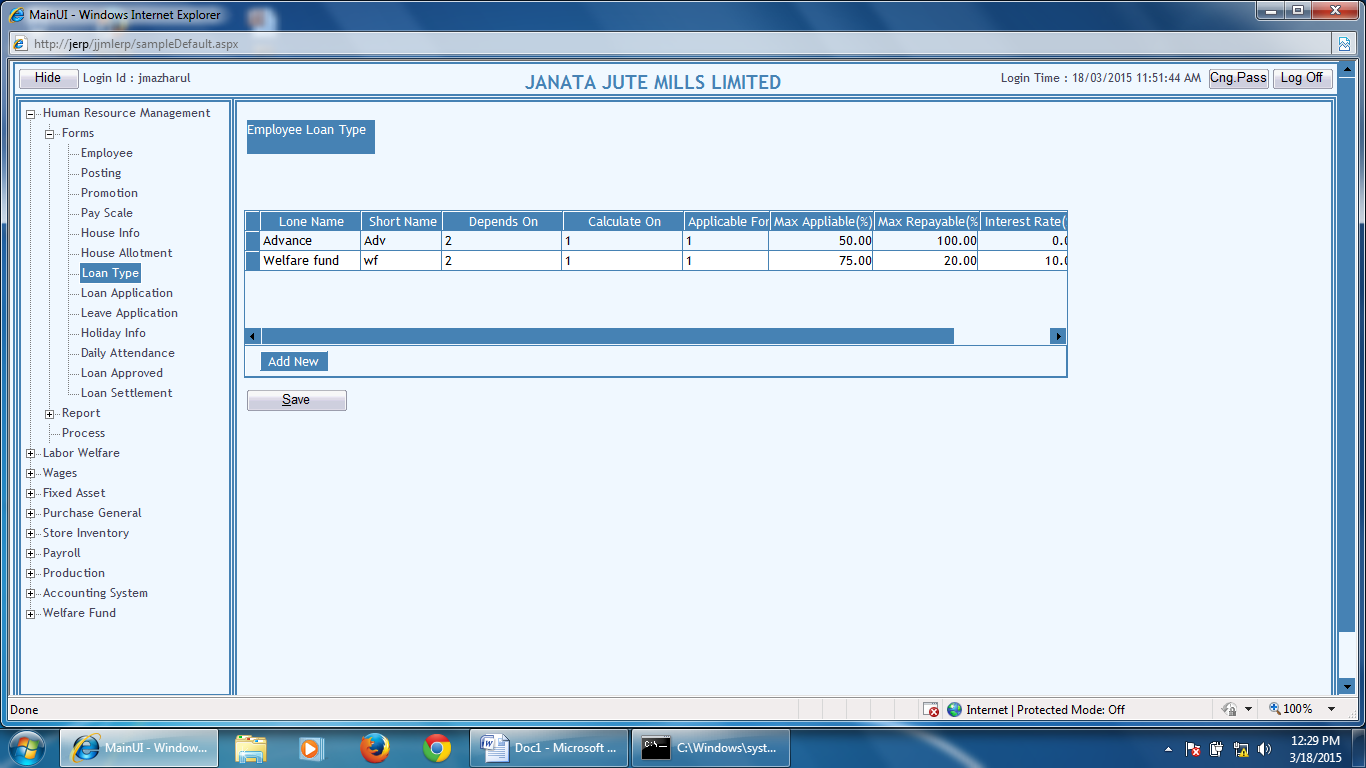 MainUI - Windows Internet Explorer
http://jerp/jjmlerp/sampleDefault.aspx
Hide Login Id : jmazharul JANATA JUTE MILLS LIMITED Login Time : 18/03/2015 11:51:44 AM Cng.Pass Log Off
Human Resource Management
Forms
Employee
Posting
Promotion
Pay Scale
House Info
House Allotment
Loan Type
Loan Application
Leave Application
Holiday Info
Daily Attendance
Loan Approved
Loan Settlement
Report
Process
Labor Welfare
Wages
Fixed Asset
Purchase General
Store Inventory
Payroll
Production
Accounting System
Welfare Fund
Employee Loan Type
Lone Name Short Name Depends On Calculate On Applicable For Max Appliable(%) Max Repayable(% Interest Rate(
Advance Adv 2 1 1 50.00 100.00 0.0
Welfare fund wf 2 1 1 75.00 20.00 10.0
Add New
Save
Done Internet | Protected Mode: Off 100%
MainUI - Window... Doc1 - Microsoft ... C:\Windows\syst... 12:29 PM
3/18/2015